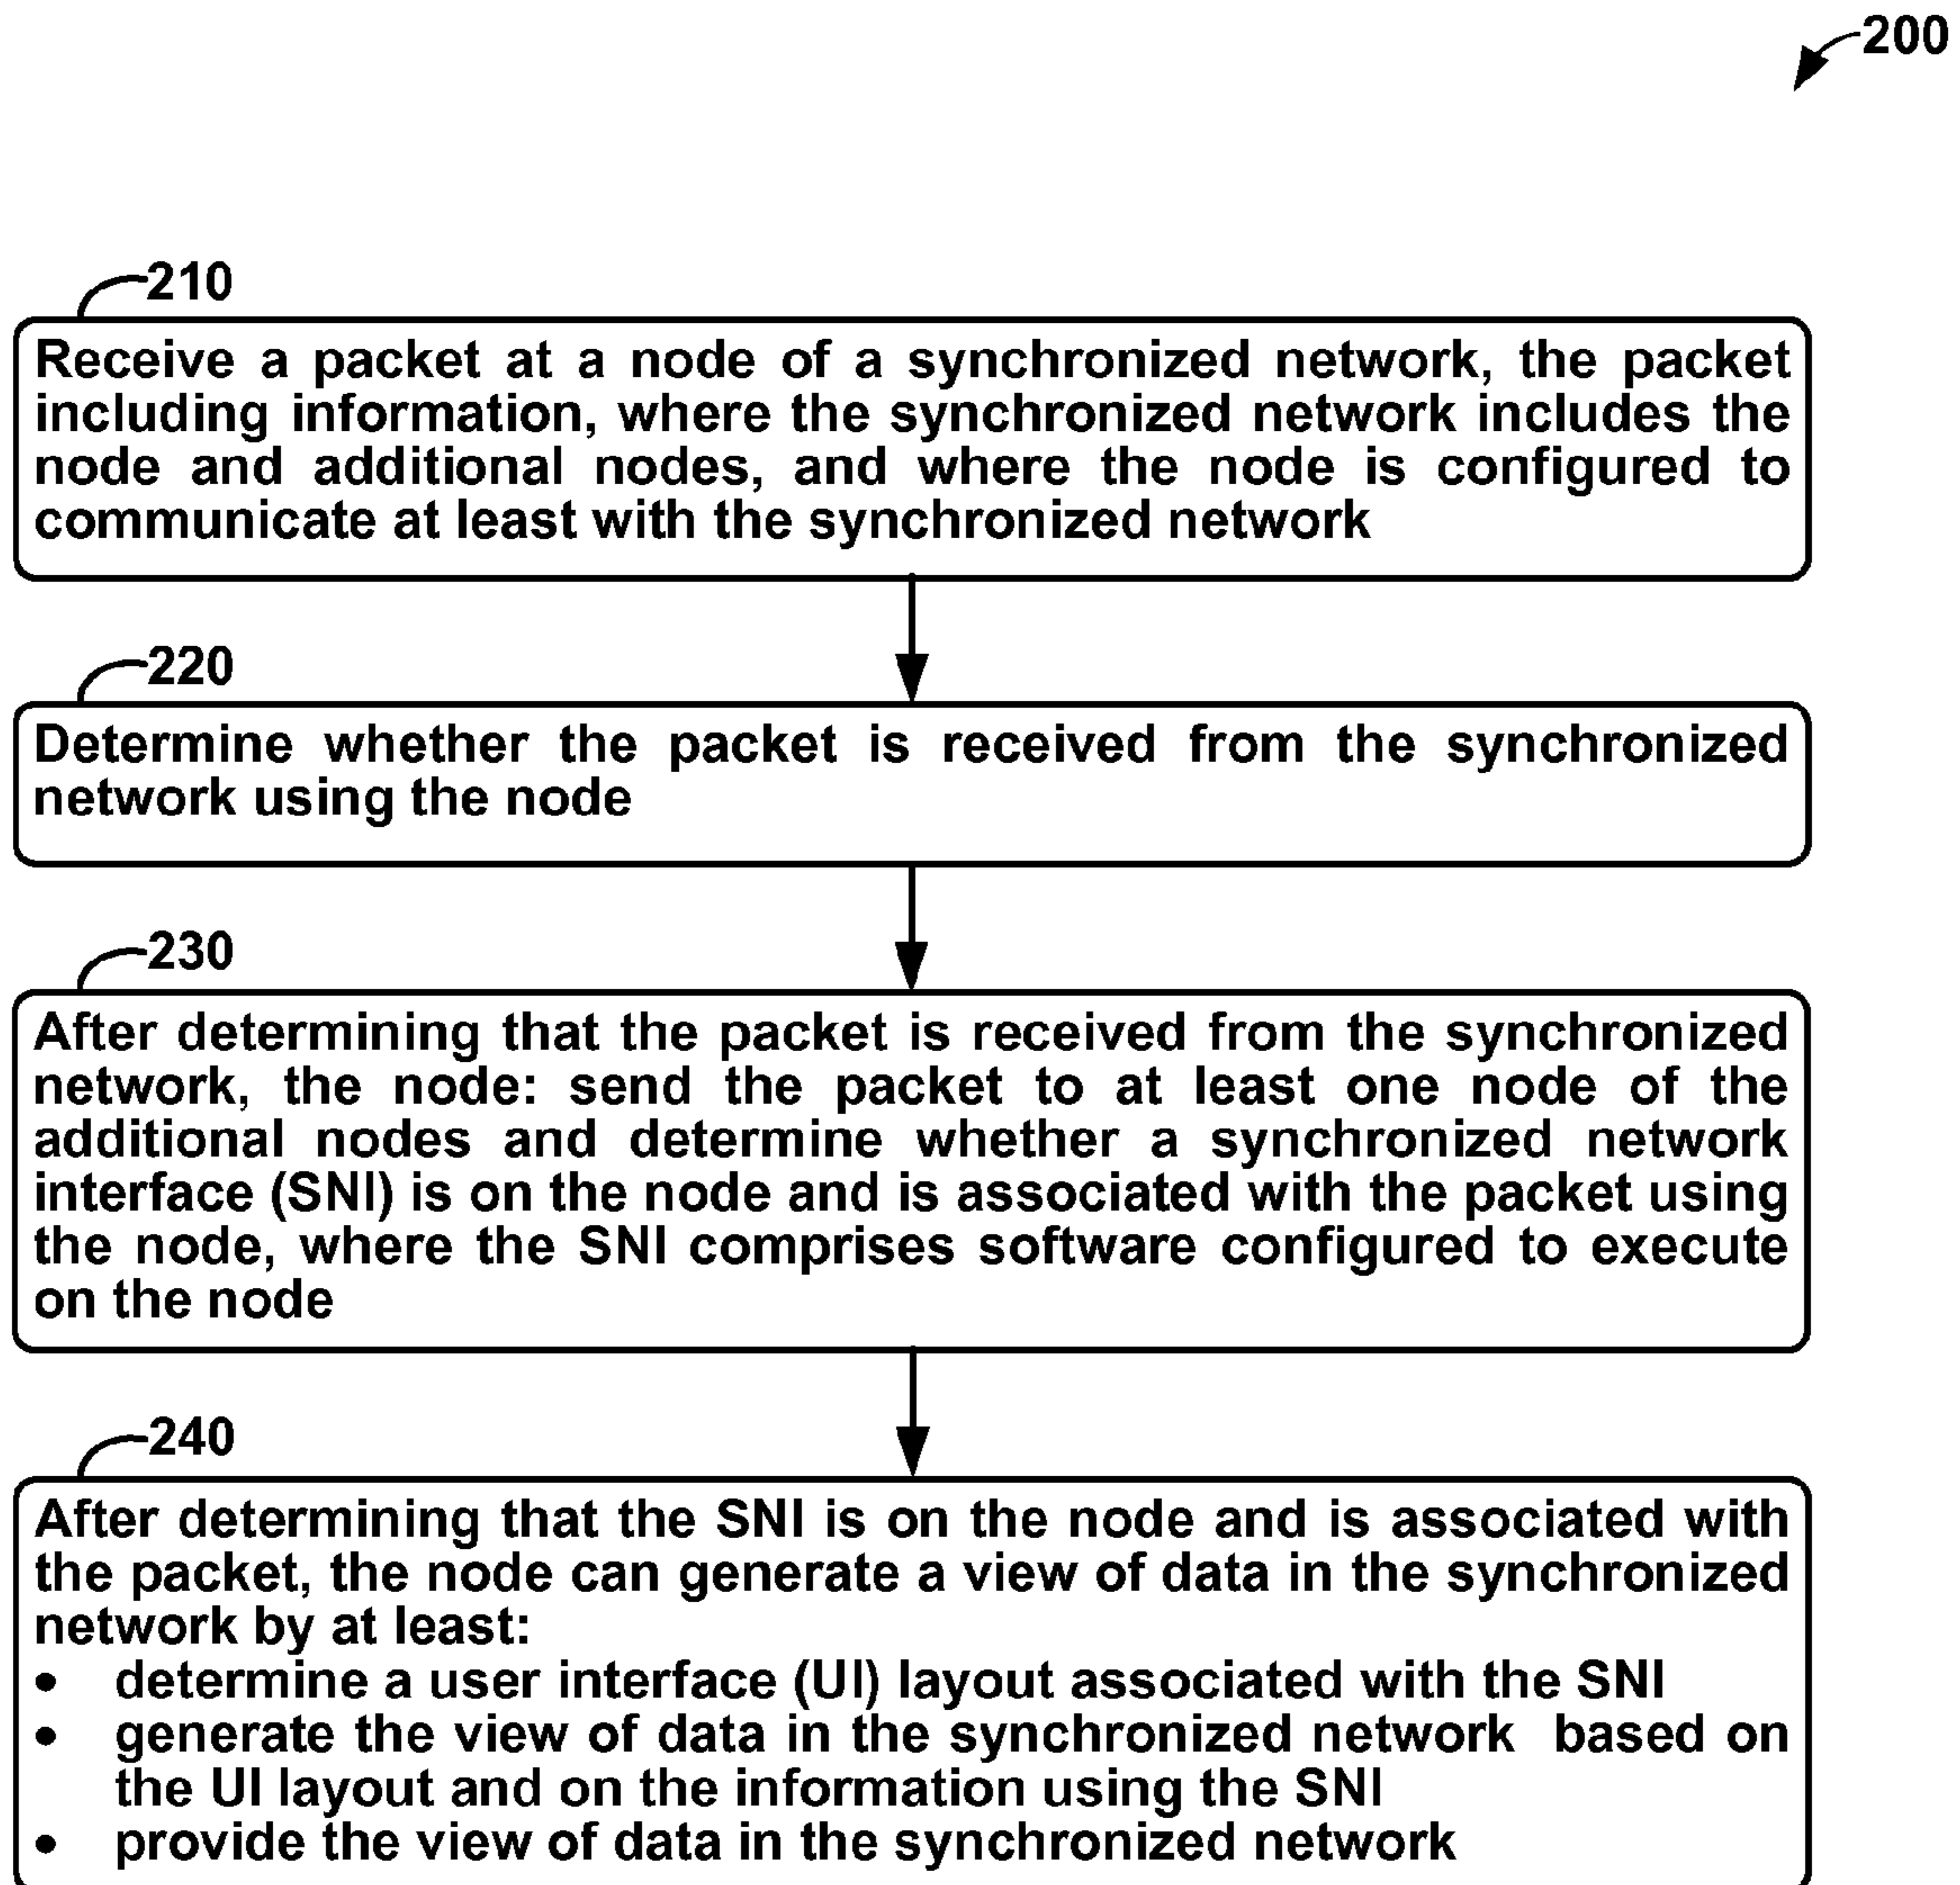 200
210
Receive a packet at a node of a synchronized network, the packet
including information, where the synchronized network includes the
node and additional nodes, and where the node is configured to
communicate at least with the synchronized network
220
Determine whether the packet is received from the synchronized
network using the node
230
After determining that the packet is received from the synchronized
network, the node: send the packet to at least one node of the
additional nodes and determine whether a synchronized network
interface (SNI) is on the node and is associated with the packet using
the node, where the SNI comprises software configured to execute
on the node
240
After determining that the SNI is on the node and is associated with
the packet, the node can generate a view of data in the synchronized
network by at least:
• determine a user interface (UI) layout associated with the SNI
• generate the view of data in the synchronized network based on
the UI layout and on the information using the SNI
• provide the view of data in the synchronized network